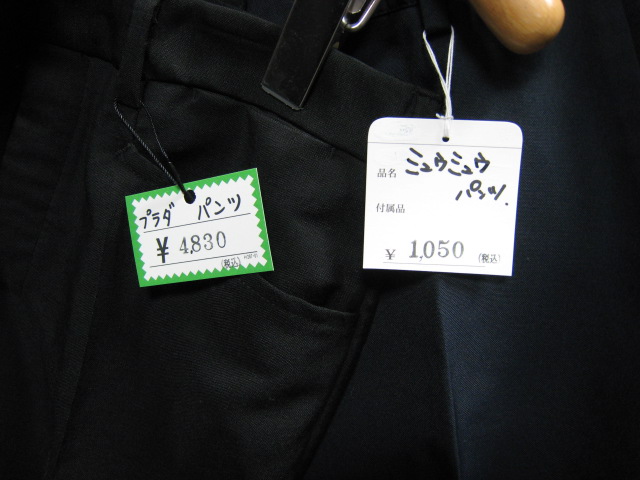 プラダ パンツ
¥ 4,830
(税込)
品名 ミュウミュウ
パンツ.
付属品
¥ 1,050 (税込)